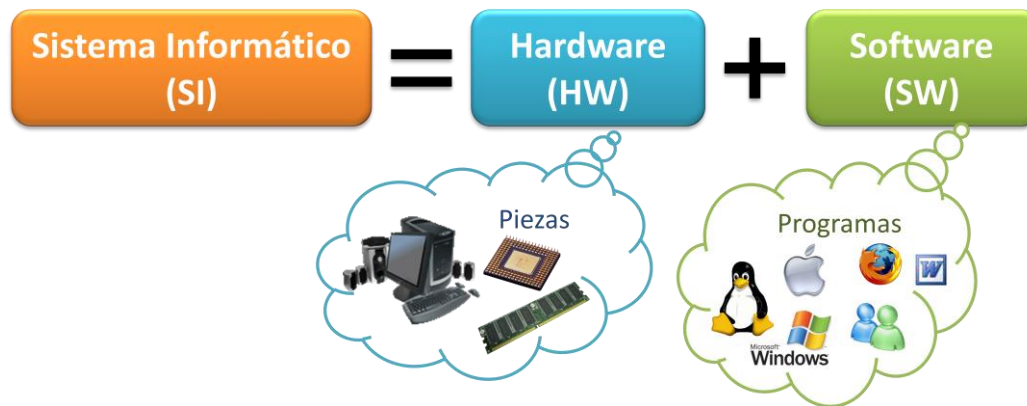 Sistema Informático
(SI)
=
Hardware
(HW)
+
Software
(SW)
Piezas
Programas
W
Microsoft
Windows